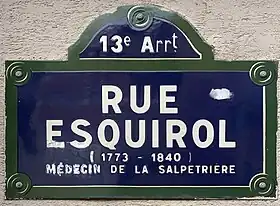 13e Arrt
RUE
ESQUIROL
( 1773 - 1840 )
MÉDECIN DE LA SALPETRIÈRE